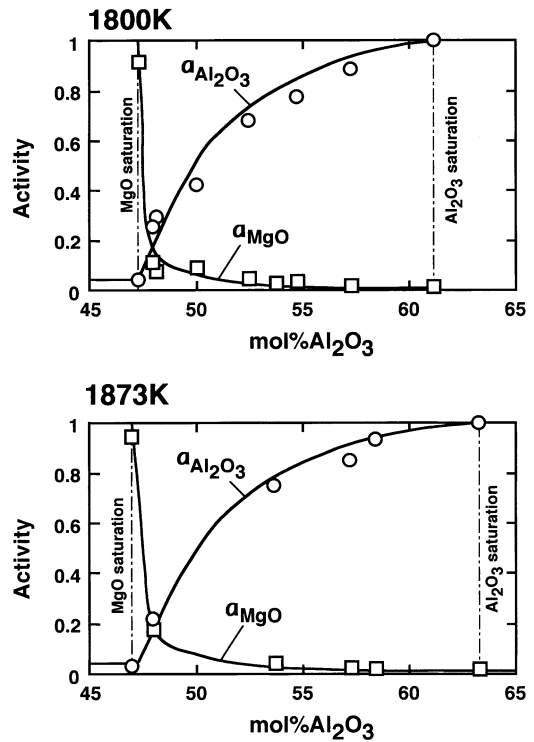 1800K
1
0.8
0.6
0.4
0.2
0
Activity
MgO saturation
aAl2O3
aMgO
Al2O3 saturation
45 50 55 60 65
mol%Al2O3
1873K
1
0.8
0.6
0.4
0.2
0
Activity
MgO saturation
aAl2O3
aMgO
Al2O3 saturation
45 50 55 60 65
mol%Al2O3